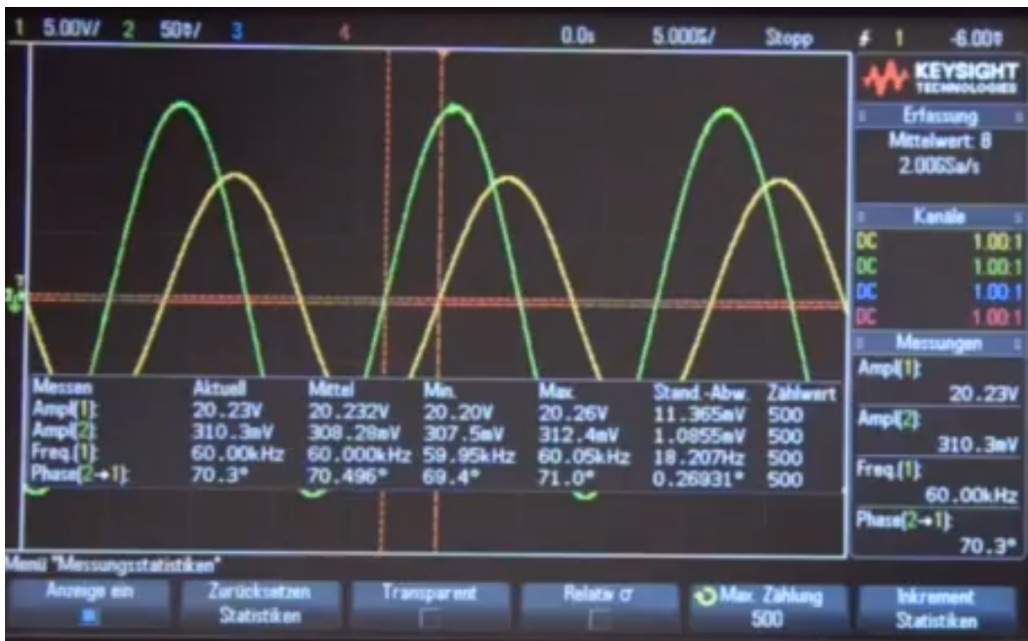 1 5.00V/ 2 50⏨/ 3 4 0.0s 5.000s/ Stopp 1 -6.00V
KEYSIGHT
TECHNOLOGIES
Erfassung
Mittelwert: 8
2.00GSa/s
Kanäle
DC 1.00:1
DC 1.00:1
DC 1.00:1
DC 1.00:1
Messungen
Ampl(1):
20.23V
Ampl(2):
310.3mV
Freq.(1):
60.00kHz
Phase(2→1):
70.3°
Messen Aktuell Mittel Min. Max. Stand.-Abw. Zählwert
Ampl(1): 20.23V 20.232V 20.20V 20.26V 11.365mV 500
Ampl(2): 310.3mV 308.28mV 307.5mV 312.4mV 1.0855mV 500
Freq.(1): 60.00kHz 60.000kHz 59.95kHz 60.05kHz 18.207Hz 500
Phase(2→1): 70.3° 70.496° 69.4° 71.0° 0.26931° 500
Menü "Messungsstatistiken"
Anzeige ein
Zurücksetzen
Statistiken
Transparent
Relativ σ
Max. Zählung
500
Inkrement
Statistiken